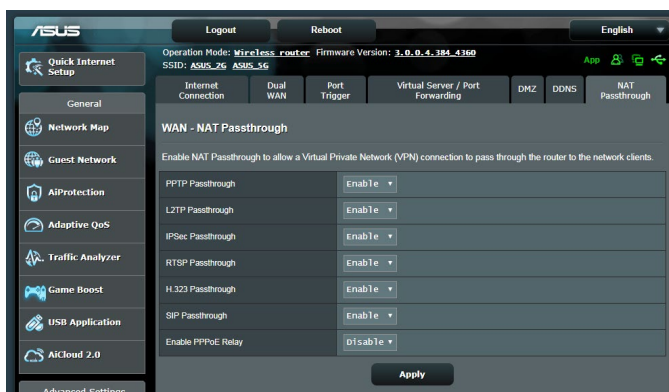 ASUS
Logout
Reboot
English
Quick Internet Setup
Operation Mode: Wireless router Firmware Version: 3.0.0.4.384_4360
SSID: ASUS_2G ASUS_5G
App
General
Network Map
Guest Network
AiProtection
Adaptive QoS
Traffic Analyzer
Game Boost
USB Application
AiCloud 2.0
Advanced Settings
Internet Connection
Dual WAN
Port Trigger
Virtual Server / Port Forwarding
DMZ
DDNS
NAT Passthrough
WAN - NAT Passthrough
Enable NAT Passthrough to allow a Virtual Private Network (VPN) connection to pass through the router to the network clients.
PPTP Passthrough Enable
L2TP Passthrough Enable
IPSec Passthrough Enable
RTSP Passthrough Enable
H.323 Passthrough Enable
SIP Passthrough Enable
Enable PPPoE Relay Disable
Apply